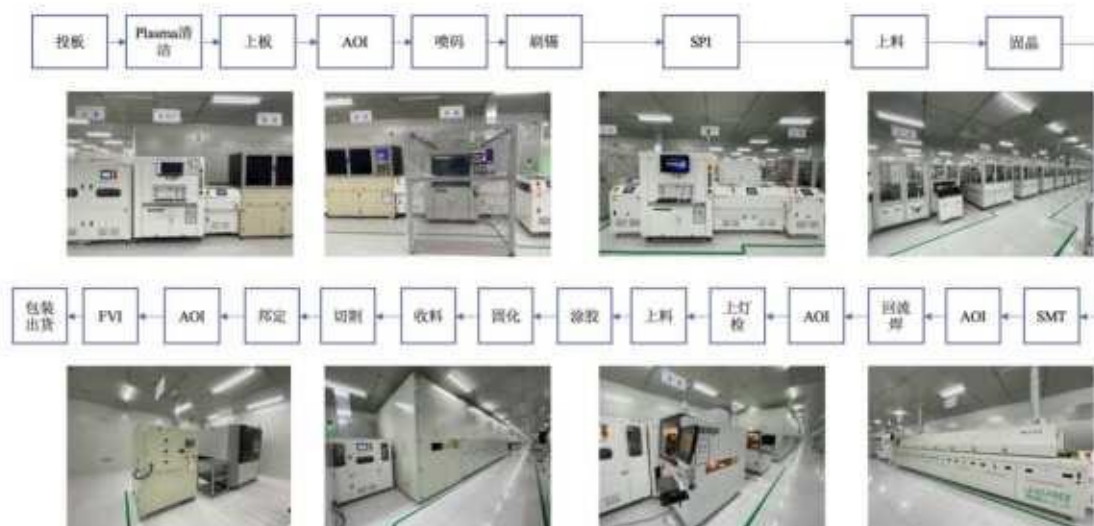 投板
Plasma清
洁
上板
AOI
喷码
刷锡
SPI
上料
固晶
包装
出货
FVI
AOI
邦定
切割
收料
固化
涂胶
上料
上灯
检
AOI
回流
焊
AOI
SMT